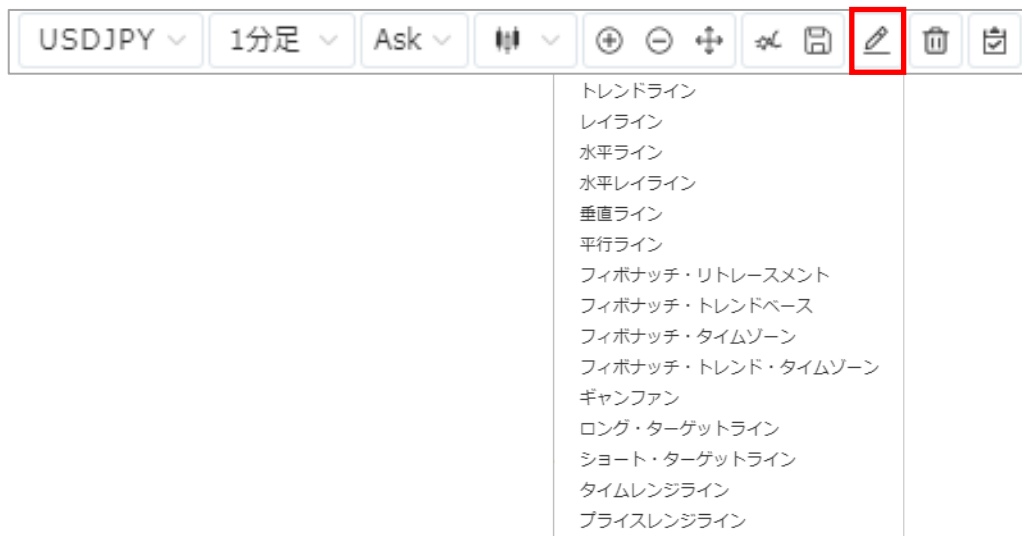 USDJPY 1分足 Ask
トレンドライン
レイライン
水平ライン
水平レイライン
垂直ライン
平行ライン
フィボナッチ・リトレースメント
フィボナッチ・トレンドベース
フィボナッチ・タイムゾーン
フィボナッチ・トレンド・タイムゾーン
ギャンファン
ロング・ターゲットライン
ショート・ターゲットライン
タイムレンジライン
プライスレンジライン